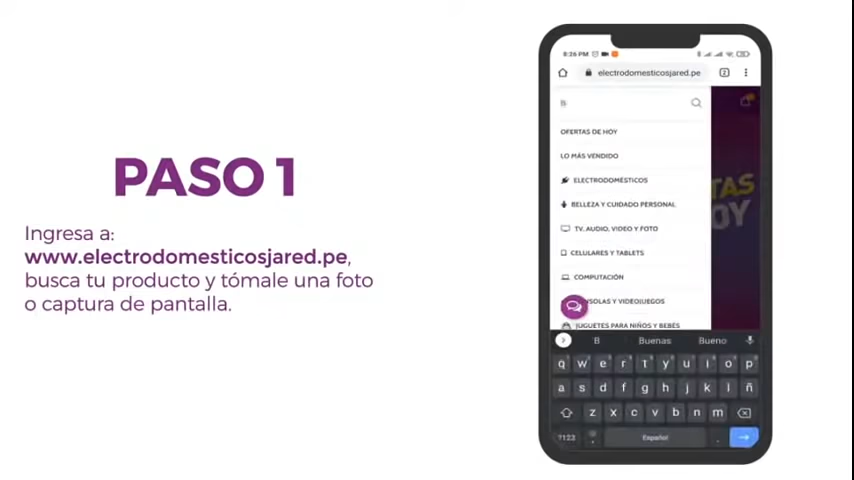 PASO 1
Ingresa a:
www.electrodomesticosjared.pe,
busca tu producto y tómale una foto
o captura de pantalla.
8:26 PM
electrodomesticosjared.pe
2
OFERTAS DE HOY
LO MÁS VENDIDO
ELECTRODOMÉSTICOS
BELLEZA Y CUIDADO PERSONAL
TV, AUDIO, VIDEO Y FOTO
CELULARES Y TABLETS
COMPUTACIÓN
NSOLAS Y VIDEOJUEGOS
JUGUETES PARA NIÑOS Y BEBÉS
TAS
OY
B Buenas Bueno
q w e r t y u i o p
a s d f g h j k l ñ
z x c v b n m
?123 , Español .